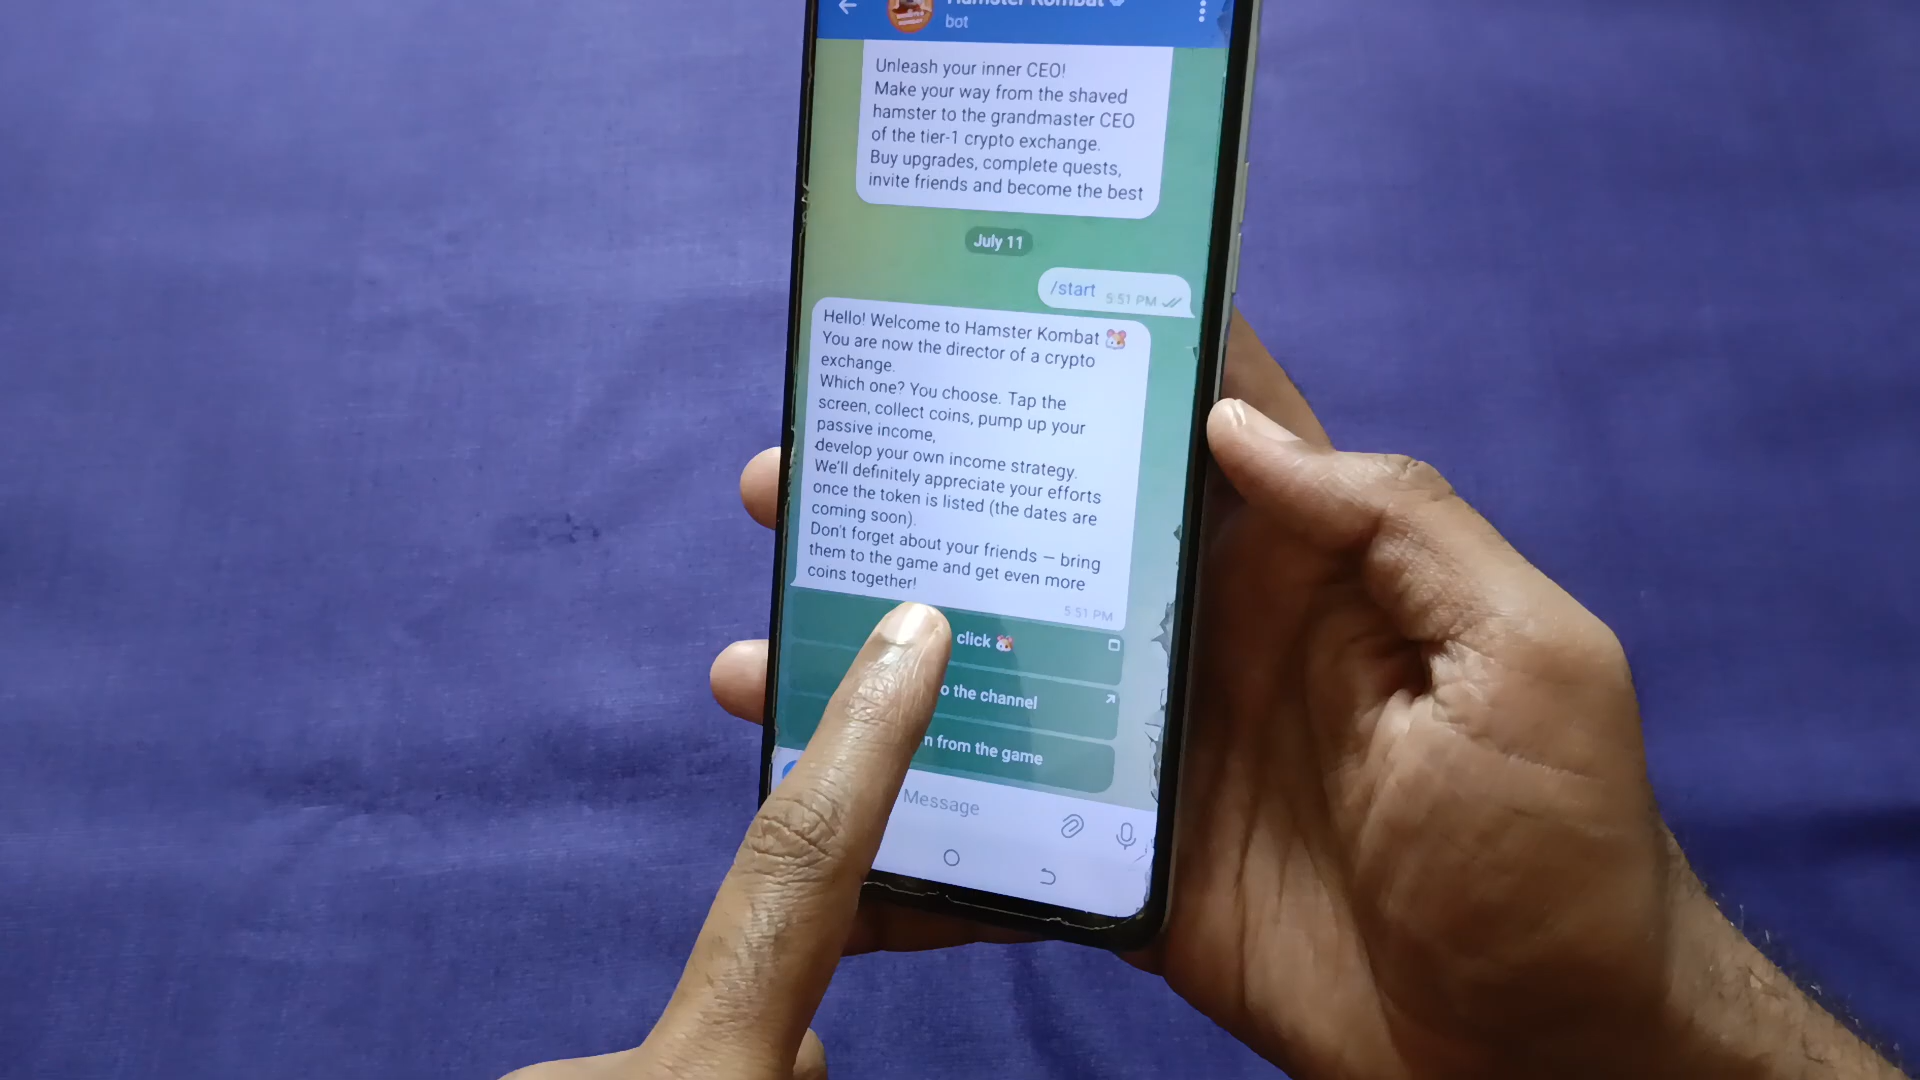 Hamster Kombat
bot
Unleash your inner CEO!
Make your way from the shaved
hamster to the grandmaster CEO
of the tier-1 crypto exchange.
Buy upgrades, complete quests,
invite friends and become the best
July 11
/start 5:51 PM
Hello! Welcome to Hamster Kombat 🐹
You are now the director of a crypto
exchange.
Which one? You choose. Tap the
screen, collect coins, pump up your
passive income,
develop your own income strategy.
We'll definitely appreciate your efforts
once the token is listed (the dates are
coming soon).
Don't forget about your friends — bring
them to the game and get even more
coins together!
5:51 PM
click 🐹
o the channel
n from the game
Message